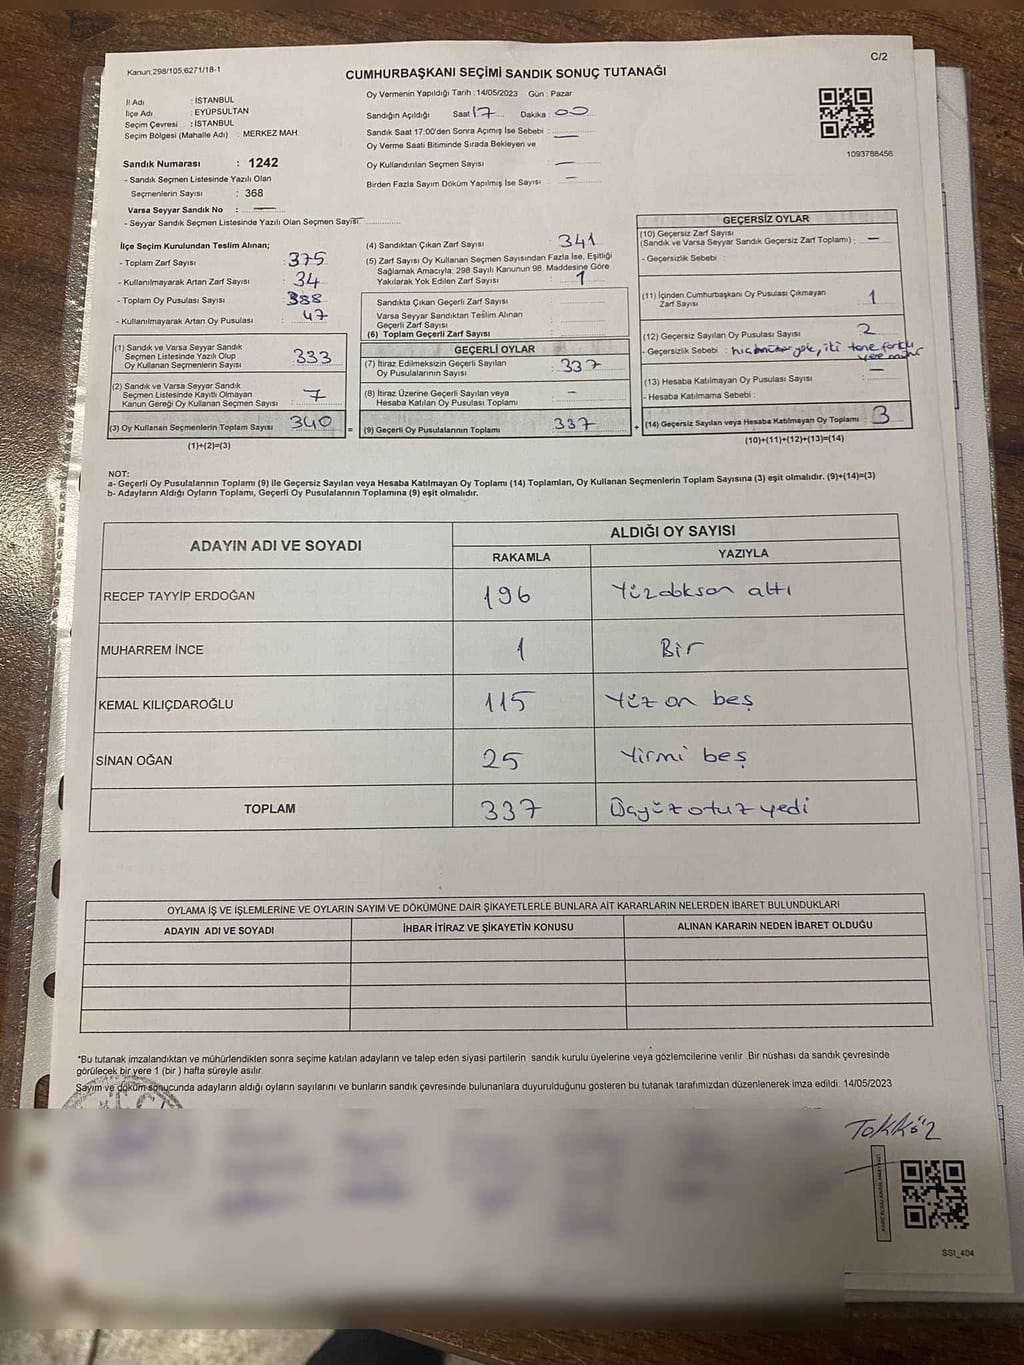 C/2
Kanun:298/105,6271/18-1
CUMHURBAŞKANI SEÇİMİ SANDIK SONUÇ TUTANAĞI
İl Adı : İSTANBUL
İlçe Adı : EYÜPSULTAN
Seçim Çevresi : İSTANBUL
Seçim Bölgesi (Mahalle Adı) : MERKEZ MAH.
Sandık Numarası : 1242
- Sandık Seçmen Listesinde Yazılı Olan
Seçmenlerin Sayısı : 368
Varsa Seyyar Sandık No : —
- Seyyar Sandık Seçmen Listesinde Yazılı Olan Seçmen Sayısı —
Oy Vermenin Yapıldığı Tarih : 14/05/2023 Gün : Pazar
Sandığın Açıldığı Saat 17 Dakika : 00
Sandık Saat 17.00'den Sonra Açımış İse Sebebi : —
Oy Verme Saati Bitiminde Sırada Bekleyen ve
Oy Kullandırılan Seçmen Sayısı : —
Birden Fazla Sayım Döküm Yapılmış İse Sayısı : —
1093788456
İlçe Seçim Kurulundan Teslim Alınan;
- Toplam Zarf Sayısı : 375
- Kullanılmayarak Artan Zarf Sayısı : 34
- Toplam Oy Pusulası Sayısı : 388
- Kullanılmayarak Artan Oy Pusulası : 47
(1) Sandık ve Varsa Seyyar Sandık
Seçmen Listesinde Yazılı Olup
Oy Kullanan Seçmenlerin Sayısı : 333
(2) Sandık ve Varsa Seyyar Sandık
Seçmen Listesinde Kayıtlı Olmayan
Kanun Gereği Oy Kullanan Seçmen Sayısı : 7
(3) Oy Kullanan Seçmenlerin Toplam Sayısı 340
(1)+(2)=(3)
=
(4) Sandıktan Çıkan Zarf Sayısı : 341
(5) Zarf Sayısı Oy Kullanan Seçmen Sayısından Fazla İse, Eşitliği
Sağlamak Amacıyla; 298 Sayılı Kanunun 98. Maddesine Göre
Yakılarak Yok Edilen Zarf Sayısı : 1
Sandıkta Çıkan Geçerli Zarf Sayısı :
Varsa Seyyar Sandıktan Teslim Alınan
Geçerli Zarf Sayısı :
(6) Toplam Geçerli Zarf Sayısı
GEÇERLİ OYLAR
(7) İtiraz Edilmeksizin Geçerli Sayılan
Oy Pusulalarının Sayısı : 337
(8) İtiraz Üzerine Geçerli Sayılan veya
Hesaba Katılan Oy Pusulası Toplamı : —
(9) Geçerli Oy Pusulalarının Toplamı : 337
+
GEÇERSİZ OYLAR
(10) Geçersiz Zarf Sayısı
(Sandık ve Varsa Seyyar Sandık Geçersiz Zarf Toplamı) : —
- Geçersizlik Sebebi :
(11) İçinden Cumhurbaşkanı Oy Pusulası Çıkmayan
Zarf Sayısı : 1
(12) Geçersiz Sayılan Oy Pusulası Sayısı : 2
- Geçersizlik Sebebi : yok, iki tane farklı
(13) Hesaba Katılmayan Oy Pusulası Sayısı : —
- Hesaba Katılmama Sebebi :
(14) Geçersiz Sayılan veya Hesaba Katılmayan Oy Toplamı : 3
(10)+(11)+(12)+(13)=(14)
NOT:
a- Geçerli Oy Pusulalarının Toplamı (9) ile Geçersiz Sayılan veya Hesaba Katılmayan Oy Toplamı (14) Toplamları, Oy Kullanan Seçmenlerin Toplam Sayısına (3) eşit olmalıdır. (9)+(14)=(3)
b- Adayların Aldığı Oyların Toplamı, Geçerli Oy Pusulalarının Toplamına (9) eşit olmalıdır.
ADAYIN ADI VE SOYADI ALDIĞI OY SAYISI
RAKAMLA YAZIYLA
RECEP TAYYİP ERDOĞAN 196 Yüzdoksan altı
MUHARREM İNCE 1 Bir
KEMAL KILIÇDAROĞLU 115 Yüz on beş
SİNAN OĞAN 25 Yirmi beş
TOPLAM 337 Üçyüz otuz yedi
OYLAMA İŞ VE İŞLEMLERİNE VE OYLARIN SAYIM VE DÖKÜMÜNE DAİR ŞİKAYETLERLE BUNLARA AİT KARARLARIN NELERDEN İBARET BULUNDUKLARI
ADAYIN ADI VE SOYADI İHBAR İTİRAZ VE ŞİKAYETİN KONUSU ALINAN KARARIN NEDEN İBARET OLDUĞU
*Bu tutanak imzalandıktan ve mühürlendikten sonra seçime katılan adayların ve talep eden siyasi partilerin sandık kurulu üyelerine veya gözlemcilerine verilir. Bir nüshası da sandık çevresinde
görülecek bir yere 1 (bir) hafta süreyle asılır.
Sayım ve döküm sonucunda adayların aldığı oyların sayılarını ve bunların sandık çevresinde bulunanlara duyurulduğunu gösteren bu tutanak tarafımızdan düzenlenerek imza edildi. 14/05/2023
SSI_404